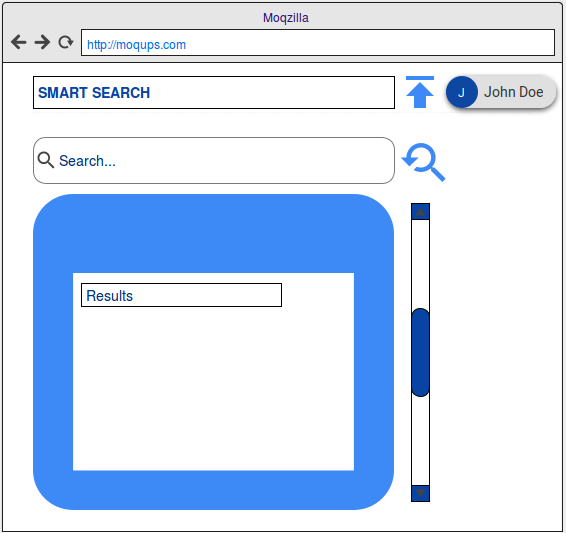 Moqzilla
http://moqups.com
SMART SEARCH
J
John Doe
Search...
Results